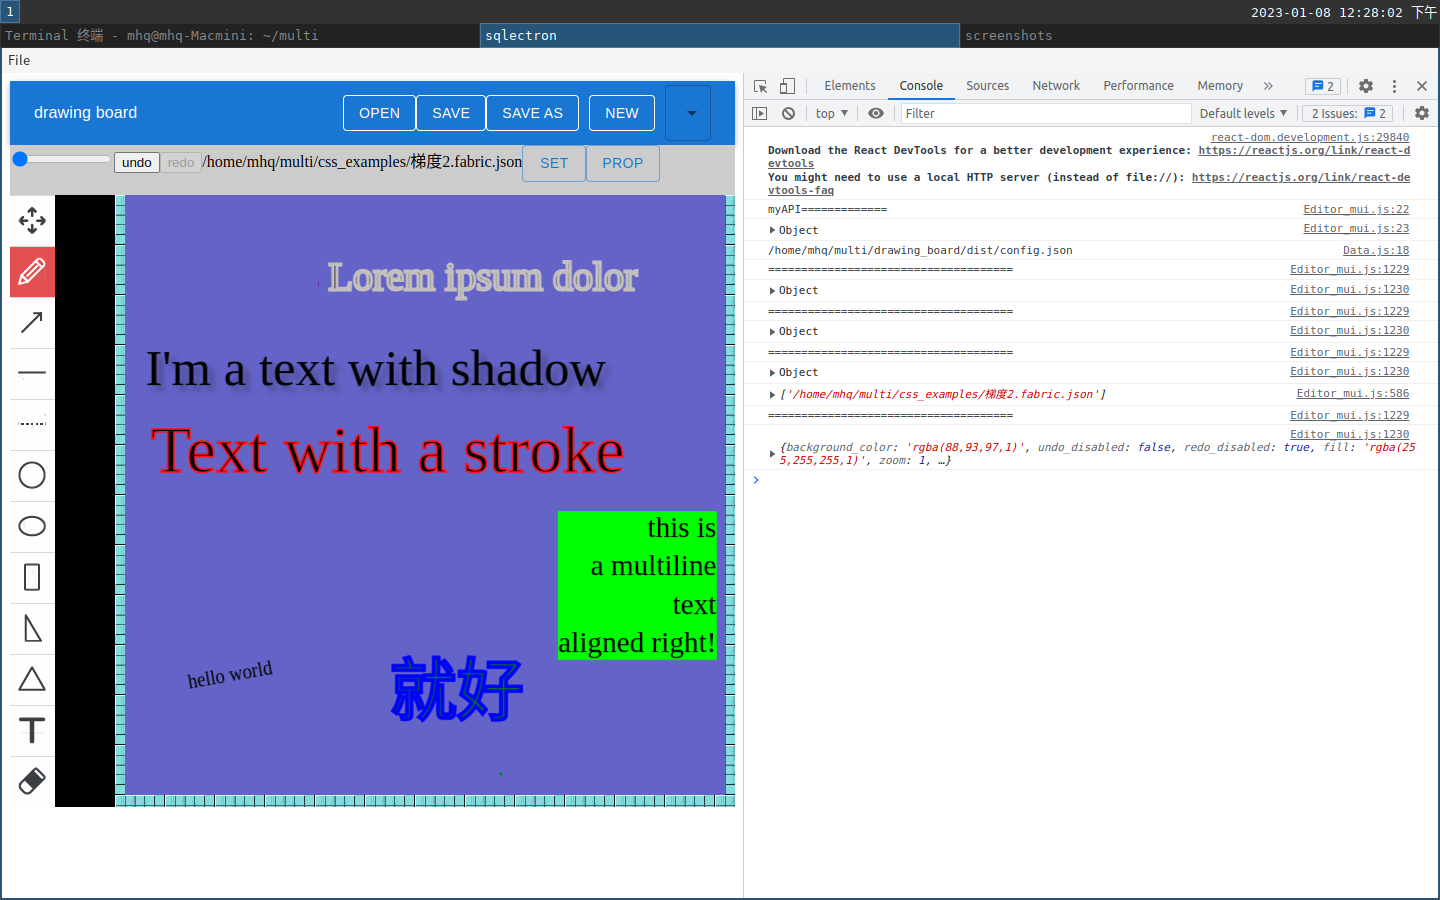 1
2023-01-08 12:28:02 下午
Terminal 终端 - mhq@mhq-Macmini: ~/multi
sqlectron
screenshots
File
drawing board
OPEN
SAVE
SAVE AS
NEW
undo
redo
/home/mhq/multi/css_examples/梯度2.fabric.json
SET
PROP
T
Lorem ipsum dolor
I'm a text with shadow
Text with a stroke
this is
a multiline
text
aligned right!
hello world
就好
Elements
Console
Sources
Network
Performance
Memory
»
2
top
Filter
Default levels
2 Issues:
2
react-dom.development.js:29840
Download the React DevTools for a better development experience: https://reactjs.org/link/react-d
evtools
You might need to use a local HTTP server (instead of file://): https://reactjs.org/link/react-de
vtools-faq
myAPI============= Editor_mui.js:22
Object Editor_mui.js:23
/home/mhq/multi/drawing_board/dist/config.json Data.js:18
===================================== Editor_mui.js:1229
Object Editor_mui.js:1230
===================================== Editor_mui.js:1229
Object Editor_mui.js:1230
===================================== Editor_mui.js:1229
Object Editor_mui.js:1230
['/home/mhq/multi/css_examples/梯度2.fabric.json'] Editor_mui.js:586
===================================== Editor_mui.js:1229
Editor_mui.js:1230
{background_color: 'rgba(88,93,97,1)', undo_disabled: false, redo_disabled: true, fill: 'rgba(25
5,255,255,1)', zoom: 1, …}